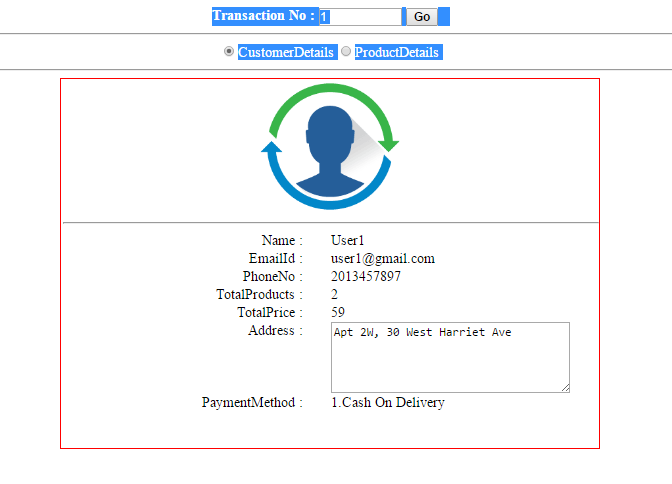 Transaction No : 1 Go
CustomerDetails ProductDetails
Name : User1
EmailId : user1@gmail.com
PhoneNo : 2013457897
TotalProducts : 2
TotalPrice : 59
Address : Apt 2W, 30 West Harriet Ave
PaymentMethod : 1.Cash On Delivery